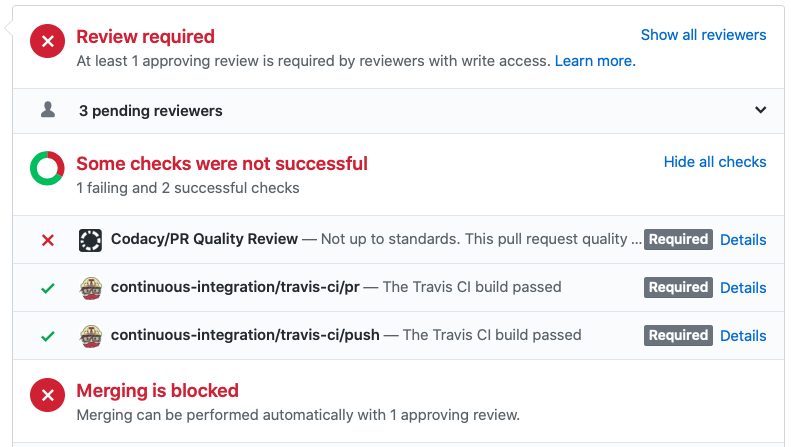 Review required
Show all reviewers
At least 1 approving review is required by reviewers with write access. Learn more.
3 pending reviewers
Some checks were not successful
Hide all checks
1 failing and 2 successful checks
Codacy/PR Quality Review — Not up to standards. This pull request quality ... Required Details
continuous-integration/travis-ci/pr — The Travis CI build passed Required Details
continuous-integration/travis-ci/push — The Travis CI build passed Required Details
Merging is blocked
Merging can be performed automatically with 1 approving review.